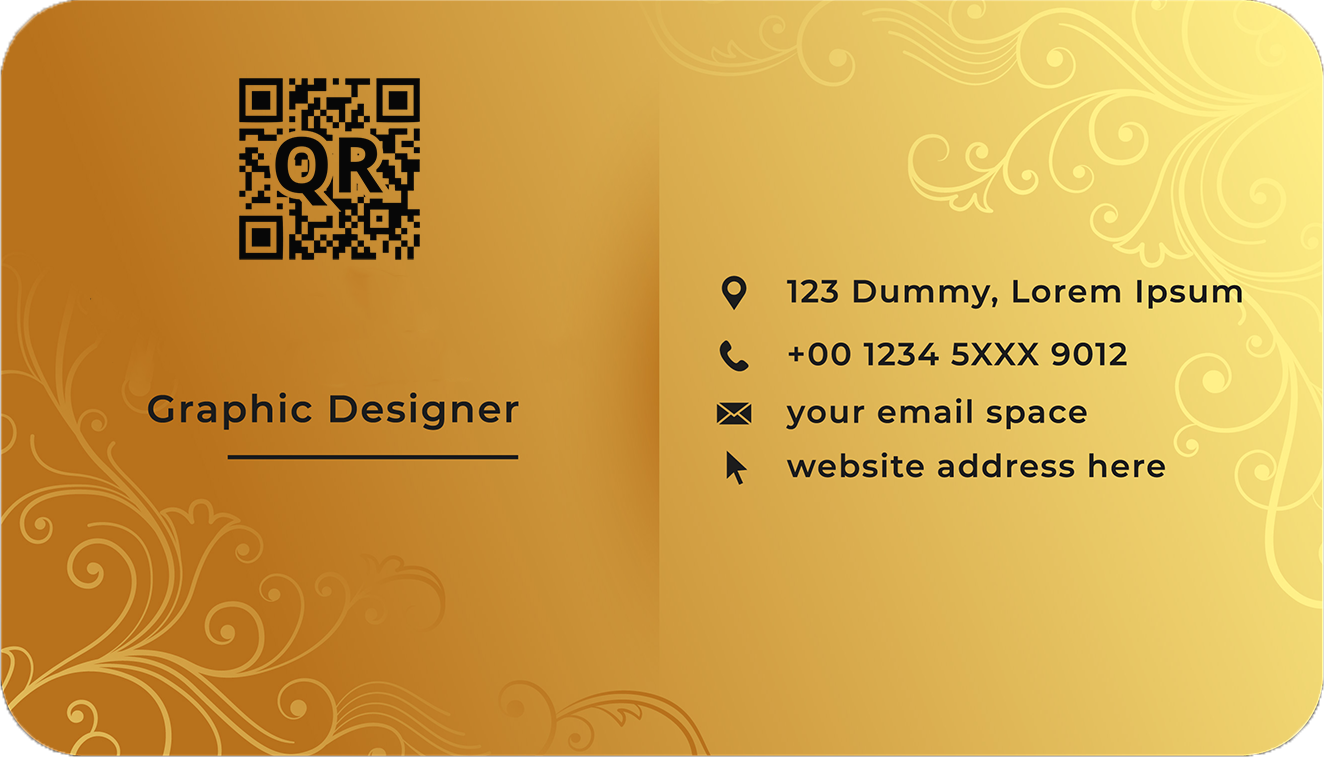 QR
Graphic Designer
123 Dummy, Lorem Ipsum
+00 1234 5XXX 9012
your email space
website address here